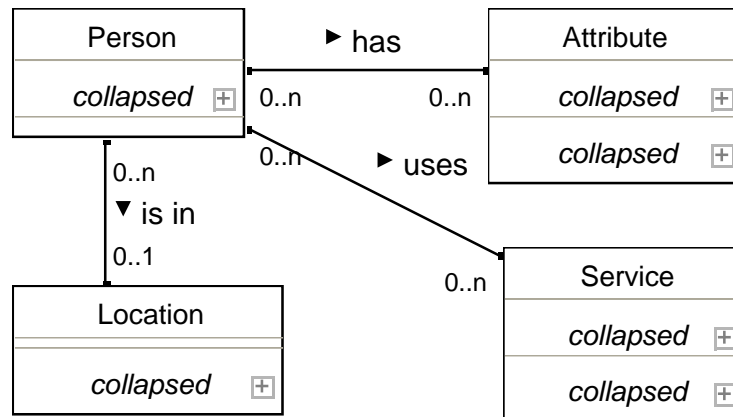 Person
collapsed
► has
0..n
0..n
Attribute
collapsed
collapsed
0..n
▼ is in
0..1
0..n
► uses
0..n
Location
collapsed
Service
collapsed
collapsed